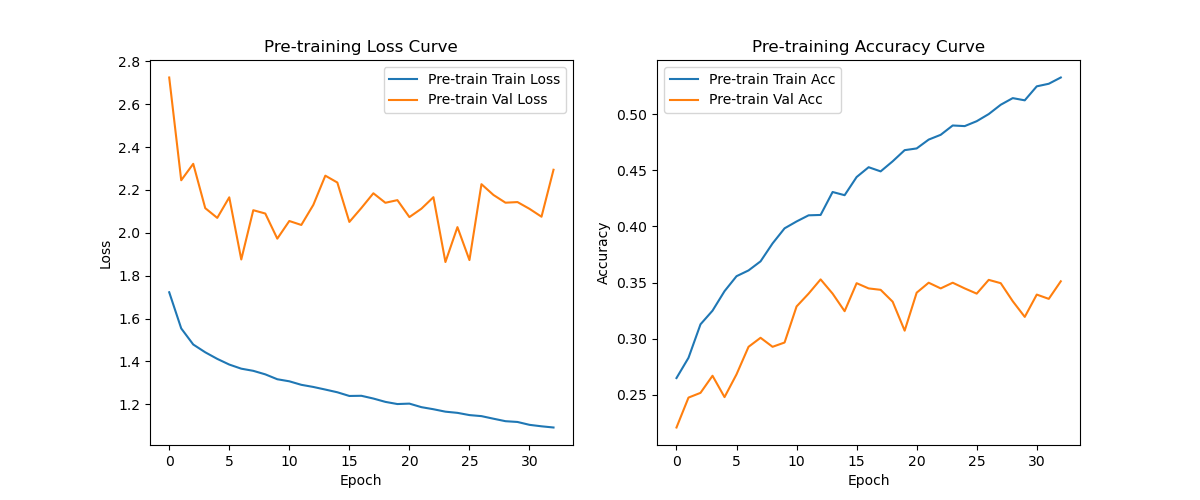 Pre-training Loss Curve
Pre-train Train Loss
Pre-train Val Loss
2.8
2.6
2.4
2.2
2.0
1.8
1.6
1.4
1.2
Loss
0 5 10 15 20 25 30
Epoch
Pre-training Accuracy Curve
Pre-train Train Acc
Pre-train Val Acc
0.50
0.45
0.40
0.35
0.30
0.25
Accuracy
0 5 10 15 20 25 30
Epoch